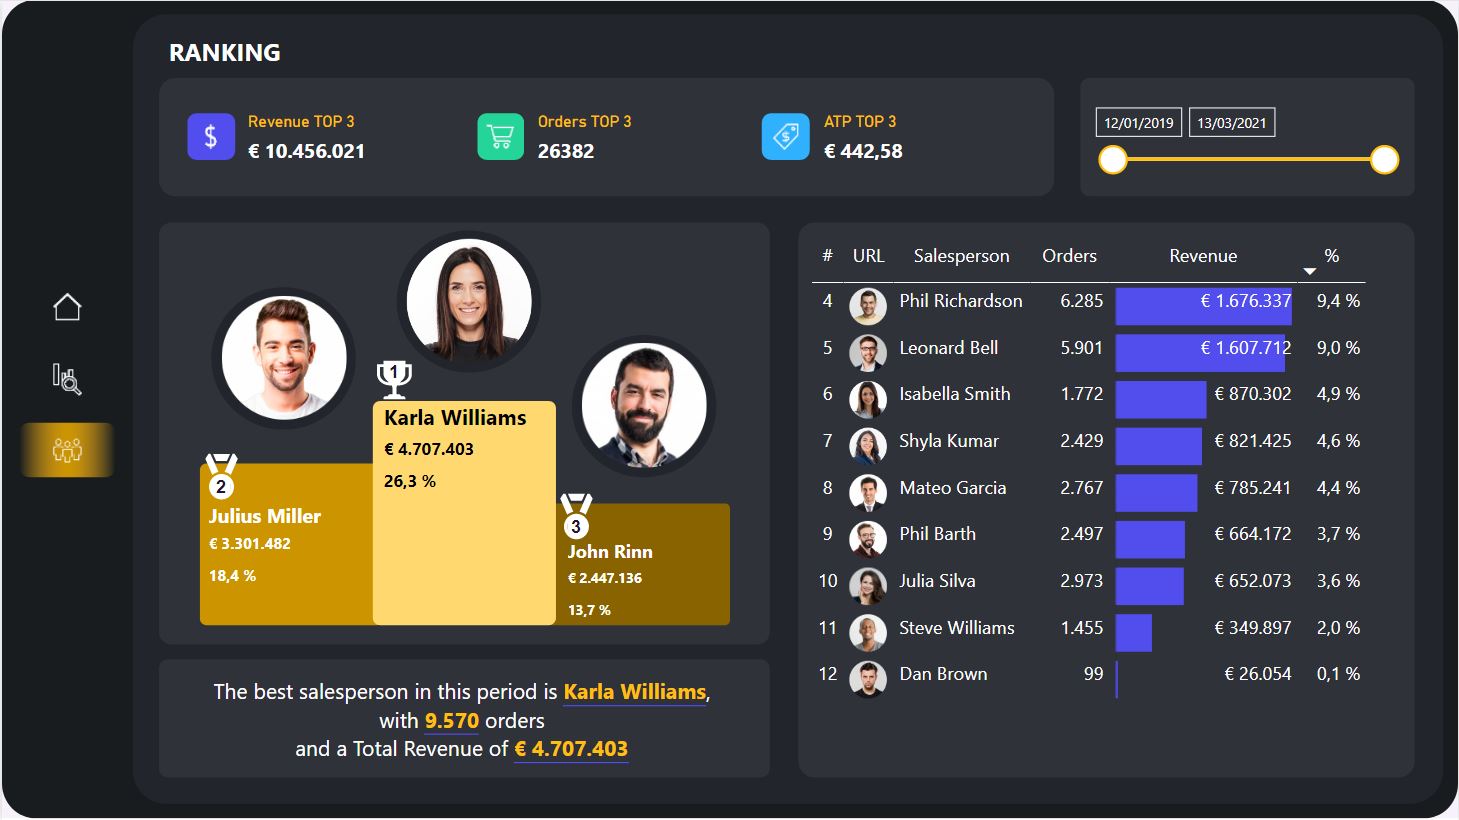 RANKING
Revenue TOP 3
€ 10.456.021
Orders TOP 3
26382
ATP TOP 3
€ 442,58
12/01/2019 13/03/2021
1
Karla Williams
€ 4.707.403
26,3 %
2
Julius Miller
€ 3.301.482
18,4 %
3
John Rinn
€ 2.447.136
13,7 %
The best salesperson in this period is Karla Williams,
with 9.570 orders
and a Total Revenue of € 4.707.403
# URL Salesperson Orders Revenue %
4 Phil Richardson 6.285 € 1.676.337 9,4 %
5 Leonard Bell 5.901 € 1.607.712 9,0 %
6 Isabella Smith 1.772 € 870.302 4,9 %
7 Shyla Kumar 2.429 € 821.425 4,6 %
8 Mateo Garcia 2.767 € 785.241 4,4 %
9 Phil Barth 2.497 € 664.172 3,7 %
10 Julia Silva 2.973 € 652.073 3,6 %
11 Steve Williams 1.455 € 349.897 2,0 %
12 Dan Brown 99 € 26.054 0,1 %